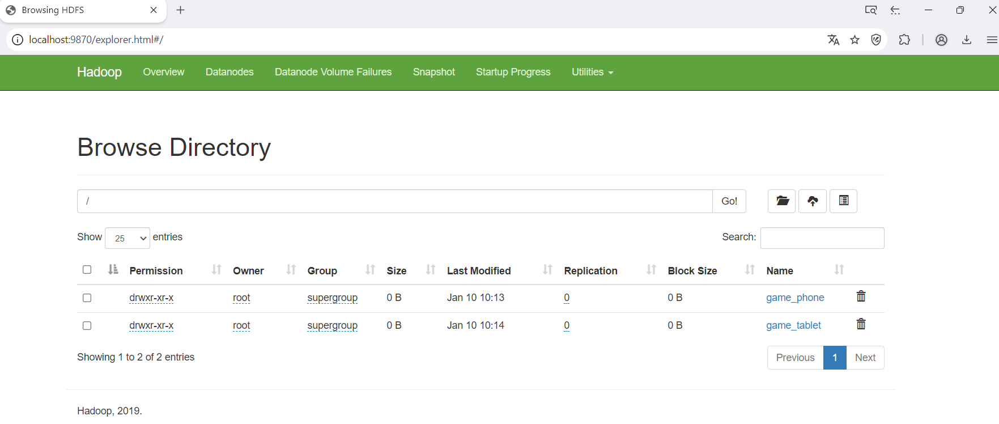 Browsing HDFS
localhost:9870/explorer.html#/
Hadoop Overview Datanodes Datanode Volume Failures Snapshot Startup Progress Utilities
Browse Directory
/ Go!
Show 25 entries Search:
Permission Owner Group Size Last Modified Replication Block Size Name
drwxr-xr-x root supergroup 0 B Jan 10 10:13 0 0 B game_phone
drwxr-xr-x root supergroup 0 B Jan 10 10:14 0 0 B game_tablet
Showing 1 to 2 of 2 entries Previous 1 Next
Hadoop, 2019.